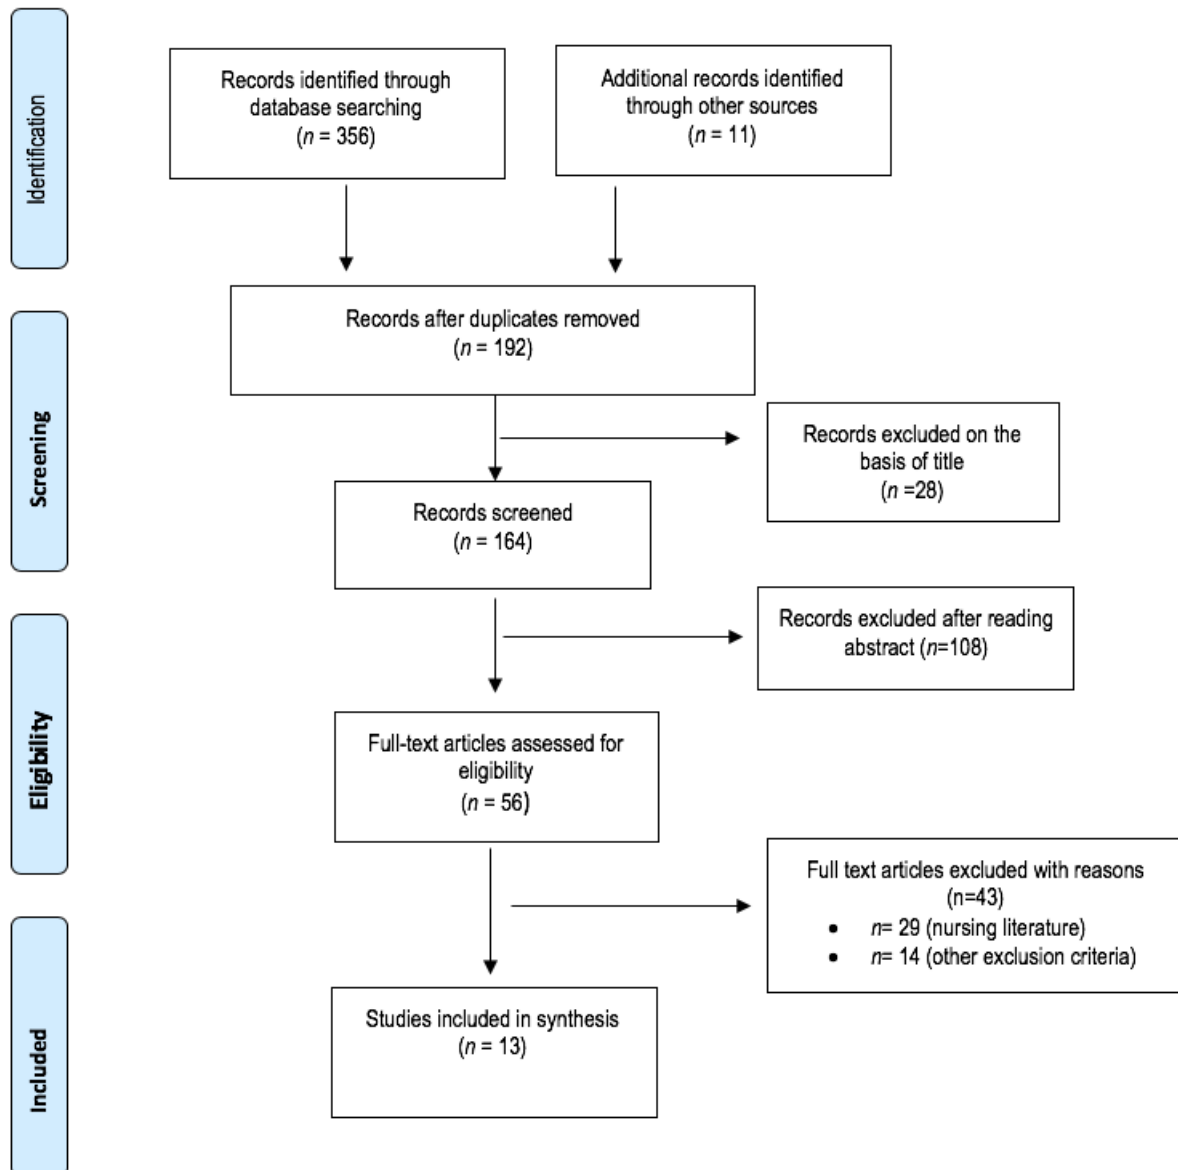 Identification
Records identified through
database searching
(n = 356)
Additional records identified
through other sources
(n = 11)
Records after duplicates removed
(n = 192)
Screening
Records excluded on the
basis of title
(n =28)
Records screened
(n = 164)
Records excluded after reading
abstract (n=108)
Eligibility
Full-text articles assessed for
eligibility
(n = 56)
Full text articles excluded with reasons
(n=43)
• n= 29 (nursing literature)
• n= 14 (other exclusion criteria)
Included
Studies included in synthesis
(n = 13)